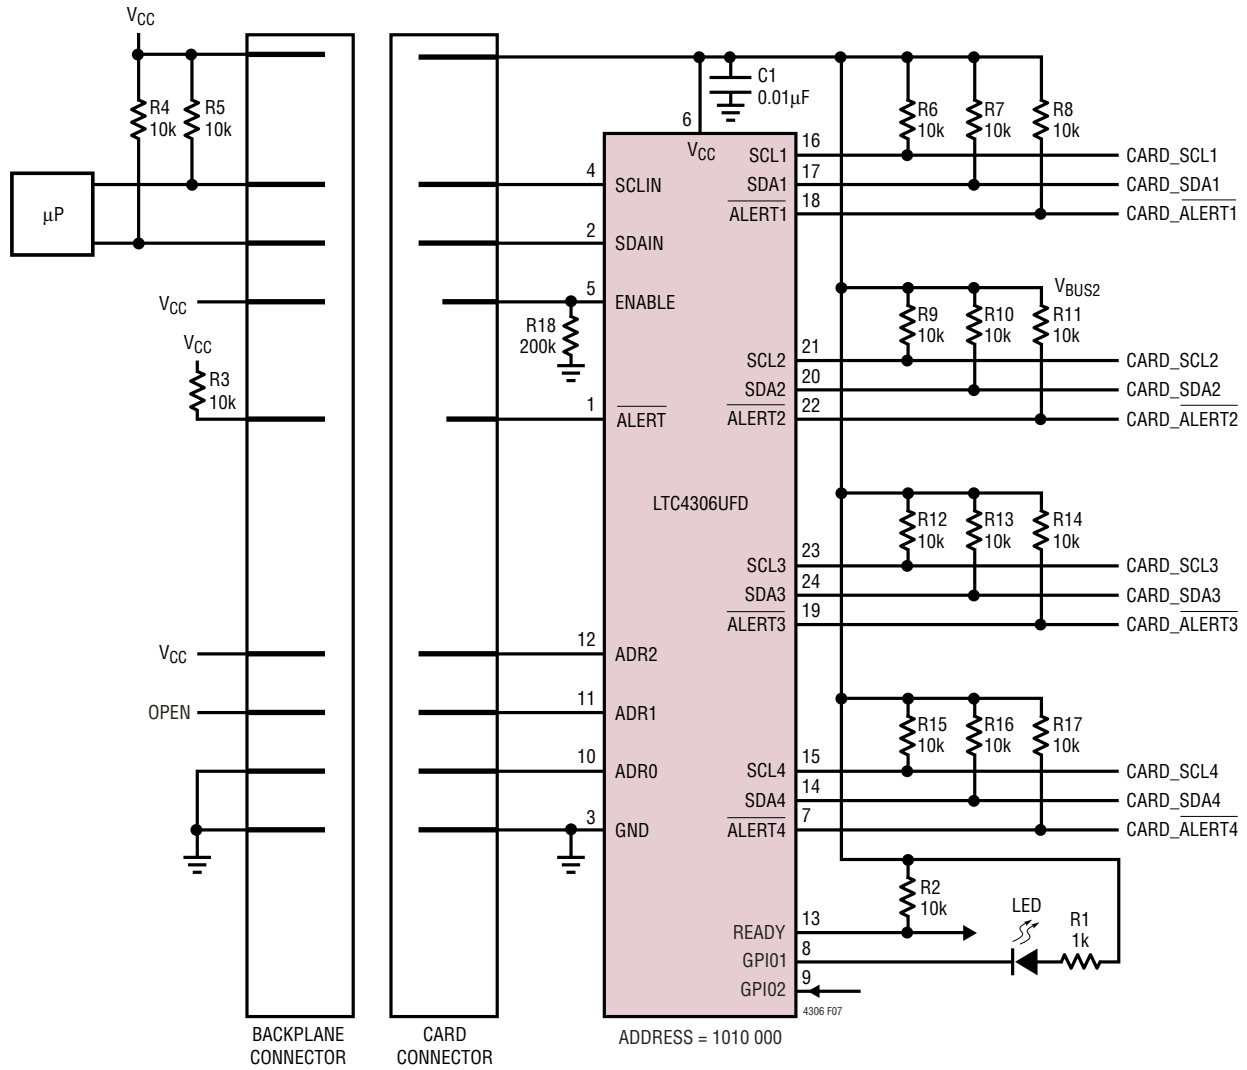 VCC
R4
10k
R5
10k
μP
VCC
VCC
R3
10k
VCC
OPEN
BACKPLANE
CONNECTOR
CARD
CONNECTOR
C1
0.01μF
6
VCC
4
SCLIN
2
SDAIN
5
ENABLE
R18
200k
1
ALERT
LTC4306UFD
12
ADR2
11
ADR1
10
ADR0
3
GND
SCL1
16
SDA1
17
ALERT1
18
R6
10k
R7
10k
R8
10k
CARD_SCL1
CARD_SDA1
CARD_ALERT1
VBUS2
R9
10k
R10
10k
R11
10k
SCL2
21
SDA2
20
ALERT2
22
CARD_SCL2
CARD_SDA2
CARD_ALERT2
R12
10k
R13
10k
R14
10k
SCL3
23
SDA3
24
ALERT3
19
CARD_SCL3
CARD_SDA3
CARD_ALERT3
R15
10k
R16
10k
R17
10k
SCL4
15
SDA4
14
ALERT4
7
CARD_SCL4
CARD_SDA4
CARD_ALERT4
R2
10k
LED
R1
1k
READY
13
GPIO1
8
GPIO2
9
4306 F07
ADDRESS = 1010 000